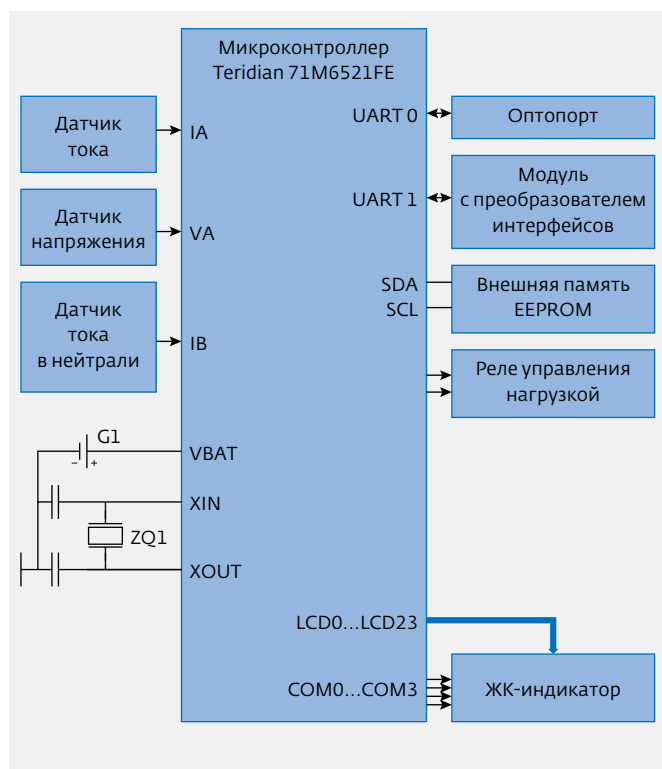 Микроконтроллер
Teridian 71M6521FE
Датчик
тока
IA
Датчик
напряжения
VA
Датчик
тока
в нейтрали
IB
G1
- +
VBAT
XIN
ZQ1
XOUT
UART 0
Оптопорт
UART 1
Модуль
с преобразователем
интерфейсов
SDA
SCL
Внешняя память
EEPROM
Реле управления
нагрузкой
LCD0...LCD23
COM0...COM3
ЖК-индикатор